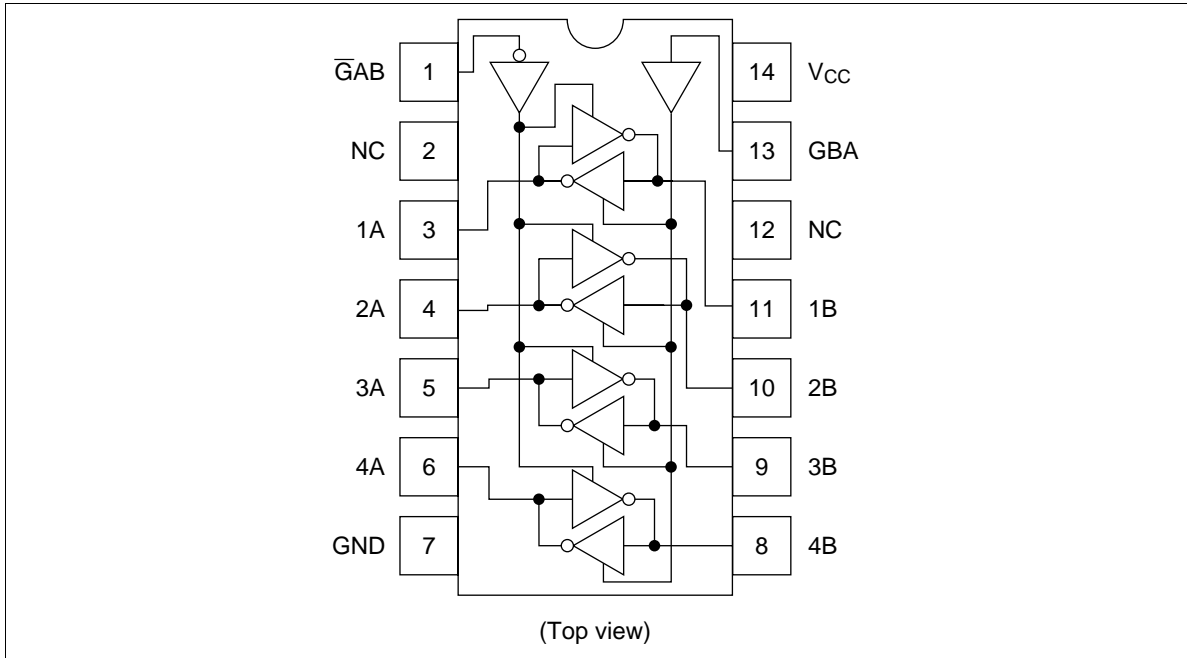 G̅AB 1 14 VCC
NC 2 13 GBA
1A 3 12 NC
2A 4 11 1B
3A 5 10 2B
4A 6 9 3B
GND 7 8 4B
(Top view)